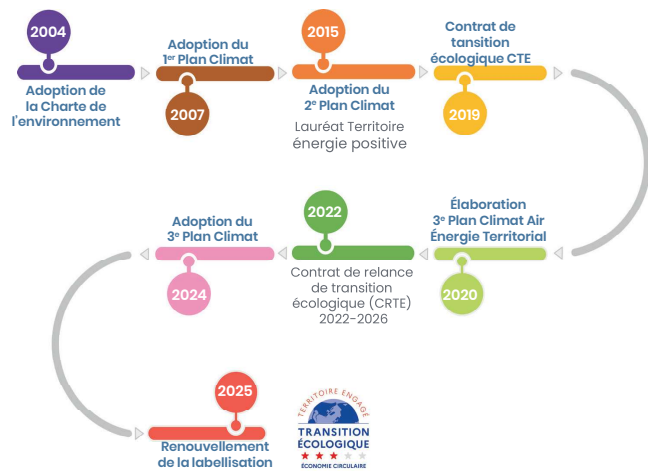 2004
Adoption de
la Charte de
l'environnement
Adoption du
1er Plan Climat
2007
2015
Adoption du
2e Plan Climat
Lauréat Territoire
énergie positive
Contrat de
tansition
écologique CTE
2019
Élaboration
3e Plan Climat Air
Énergie Territorial
2020
2022
Contrat de relance
de transition
écologique (CRTE)
2022-2026
Adoption du
3e Plan Climat
2024
2025
Renouvellement
de la labellisation
TERRITOIRE ENGAGÉ
TRANSITION
ÉCOLOGIQUE
ÉCONOMIE CIRCULAIRE